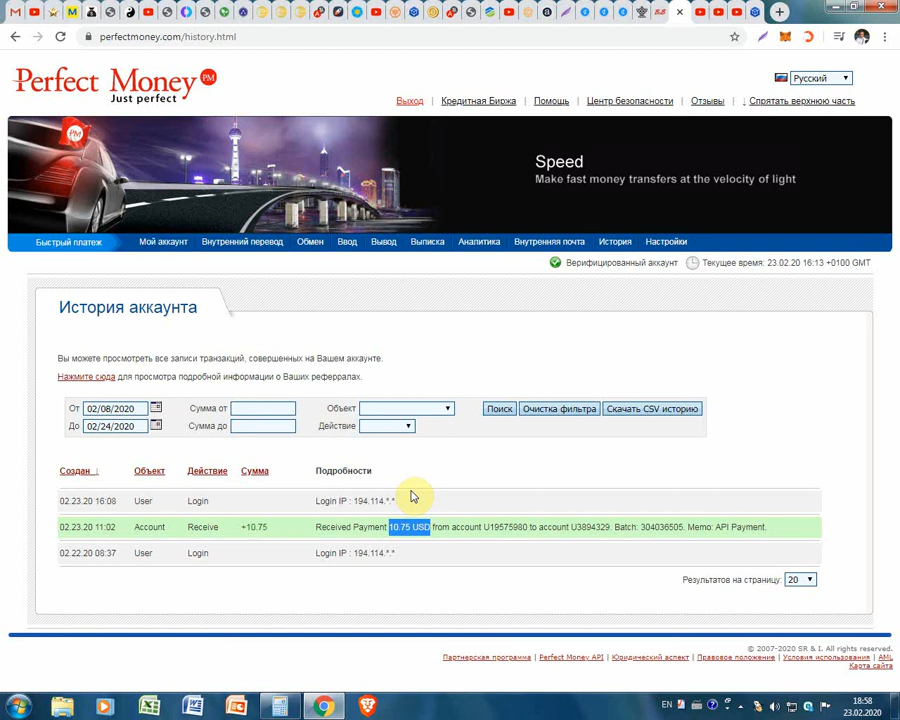 perfectmoney.com/history.html
Perfect Money PM
Just perfect
Русский
Выход | Кредитная Биржа | Помощь | Центр безопасности | Отзывы | ↓ Спрятать верхнюю часть
PM
Speed
Make fast money transfers at the velocity of light
Быстрый платеж Мой аккаунт Внутренний перевод Обмен Ввод Вывод Выписка Аналитика Внутренняя почта История Настройки
Верифицированный аккаунт Текущее время: 23.02.20 16:13 +0100 GMT
История аккаунта
Вы можете просмотреть все записи транзакций, совершенных на Вашем аккаунте.
Нажмите сюда для просмотра подробной информации о Ваших реферралах.
От 02/08/2020 Сумма от Объект Поиск Очистка фильтра Скачать CSV историю
До 02/24/2020 Сумма до Действие
Создан ↓ Объект Действие Сумма Подробности
02.23.20 16:08 User Login Login IP : 194.114.*.*
02.23.20 11:02 Account Receive +10.75 Received Payment 10.75 USD from account U19575980 to account U3894329. Batch: 304036505. Memo: API Payment.
02.22.20 08:37 User Login Login IP : 194.114.*.*
Результатов на страницу: 20
© 2007-2020 SR & I. All rights reserved.
Партнерская программа | Perfect Money API | Юридический аспект | Правовое положение | Условия использования | AML
Карта сайта
EN 18:58
23.02.2020